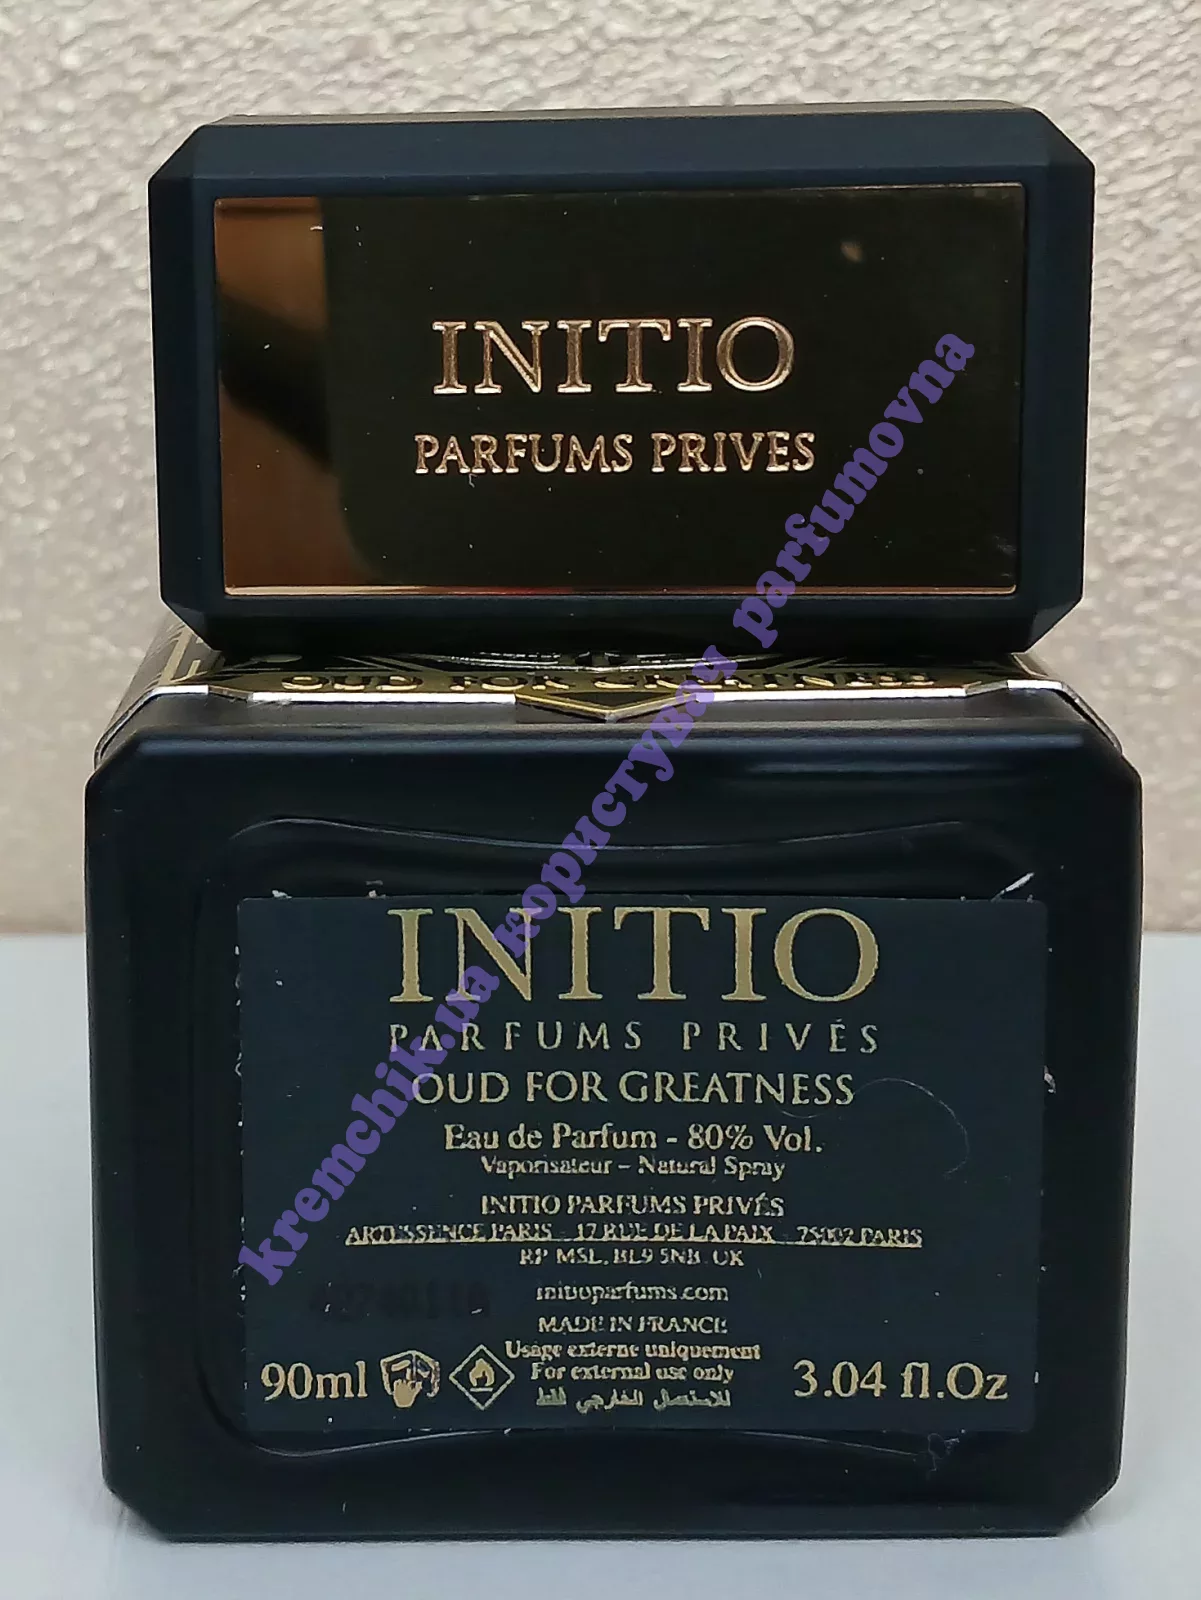 INITIO
PARFUMS PRIVES
OUD FOR GREATNESS
INITIO
PARFUMS PRIVÉS
OUD FOR GREATNESS
Eau de Parfum - 80% Vol.
Vaporisateur - Natural Spray
INITIO PARFUMS PRIVÉS
ARTESSENCE PARIS - 17 RUE DE LA PAIX - 75002 PARIS
RP MSL, BL9 5NB. UK
initioparfums.com
MADE IN FRANCE
Usage externe uniquement
For external use only
للاستعمال الخارجي فقط
90ml
3.04 fl.Oz
kremchik.ua користувач parfumovna